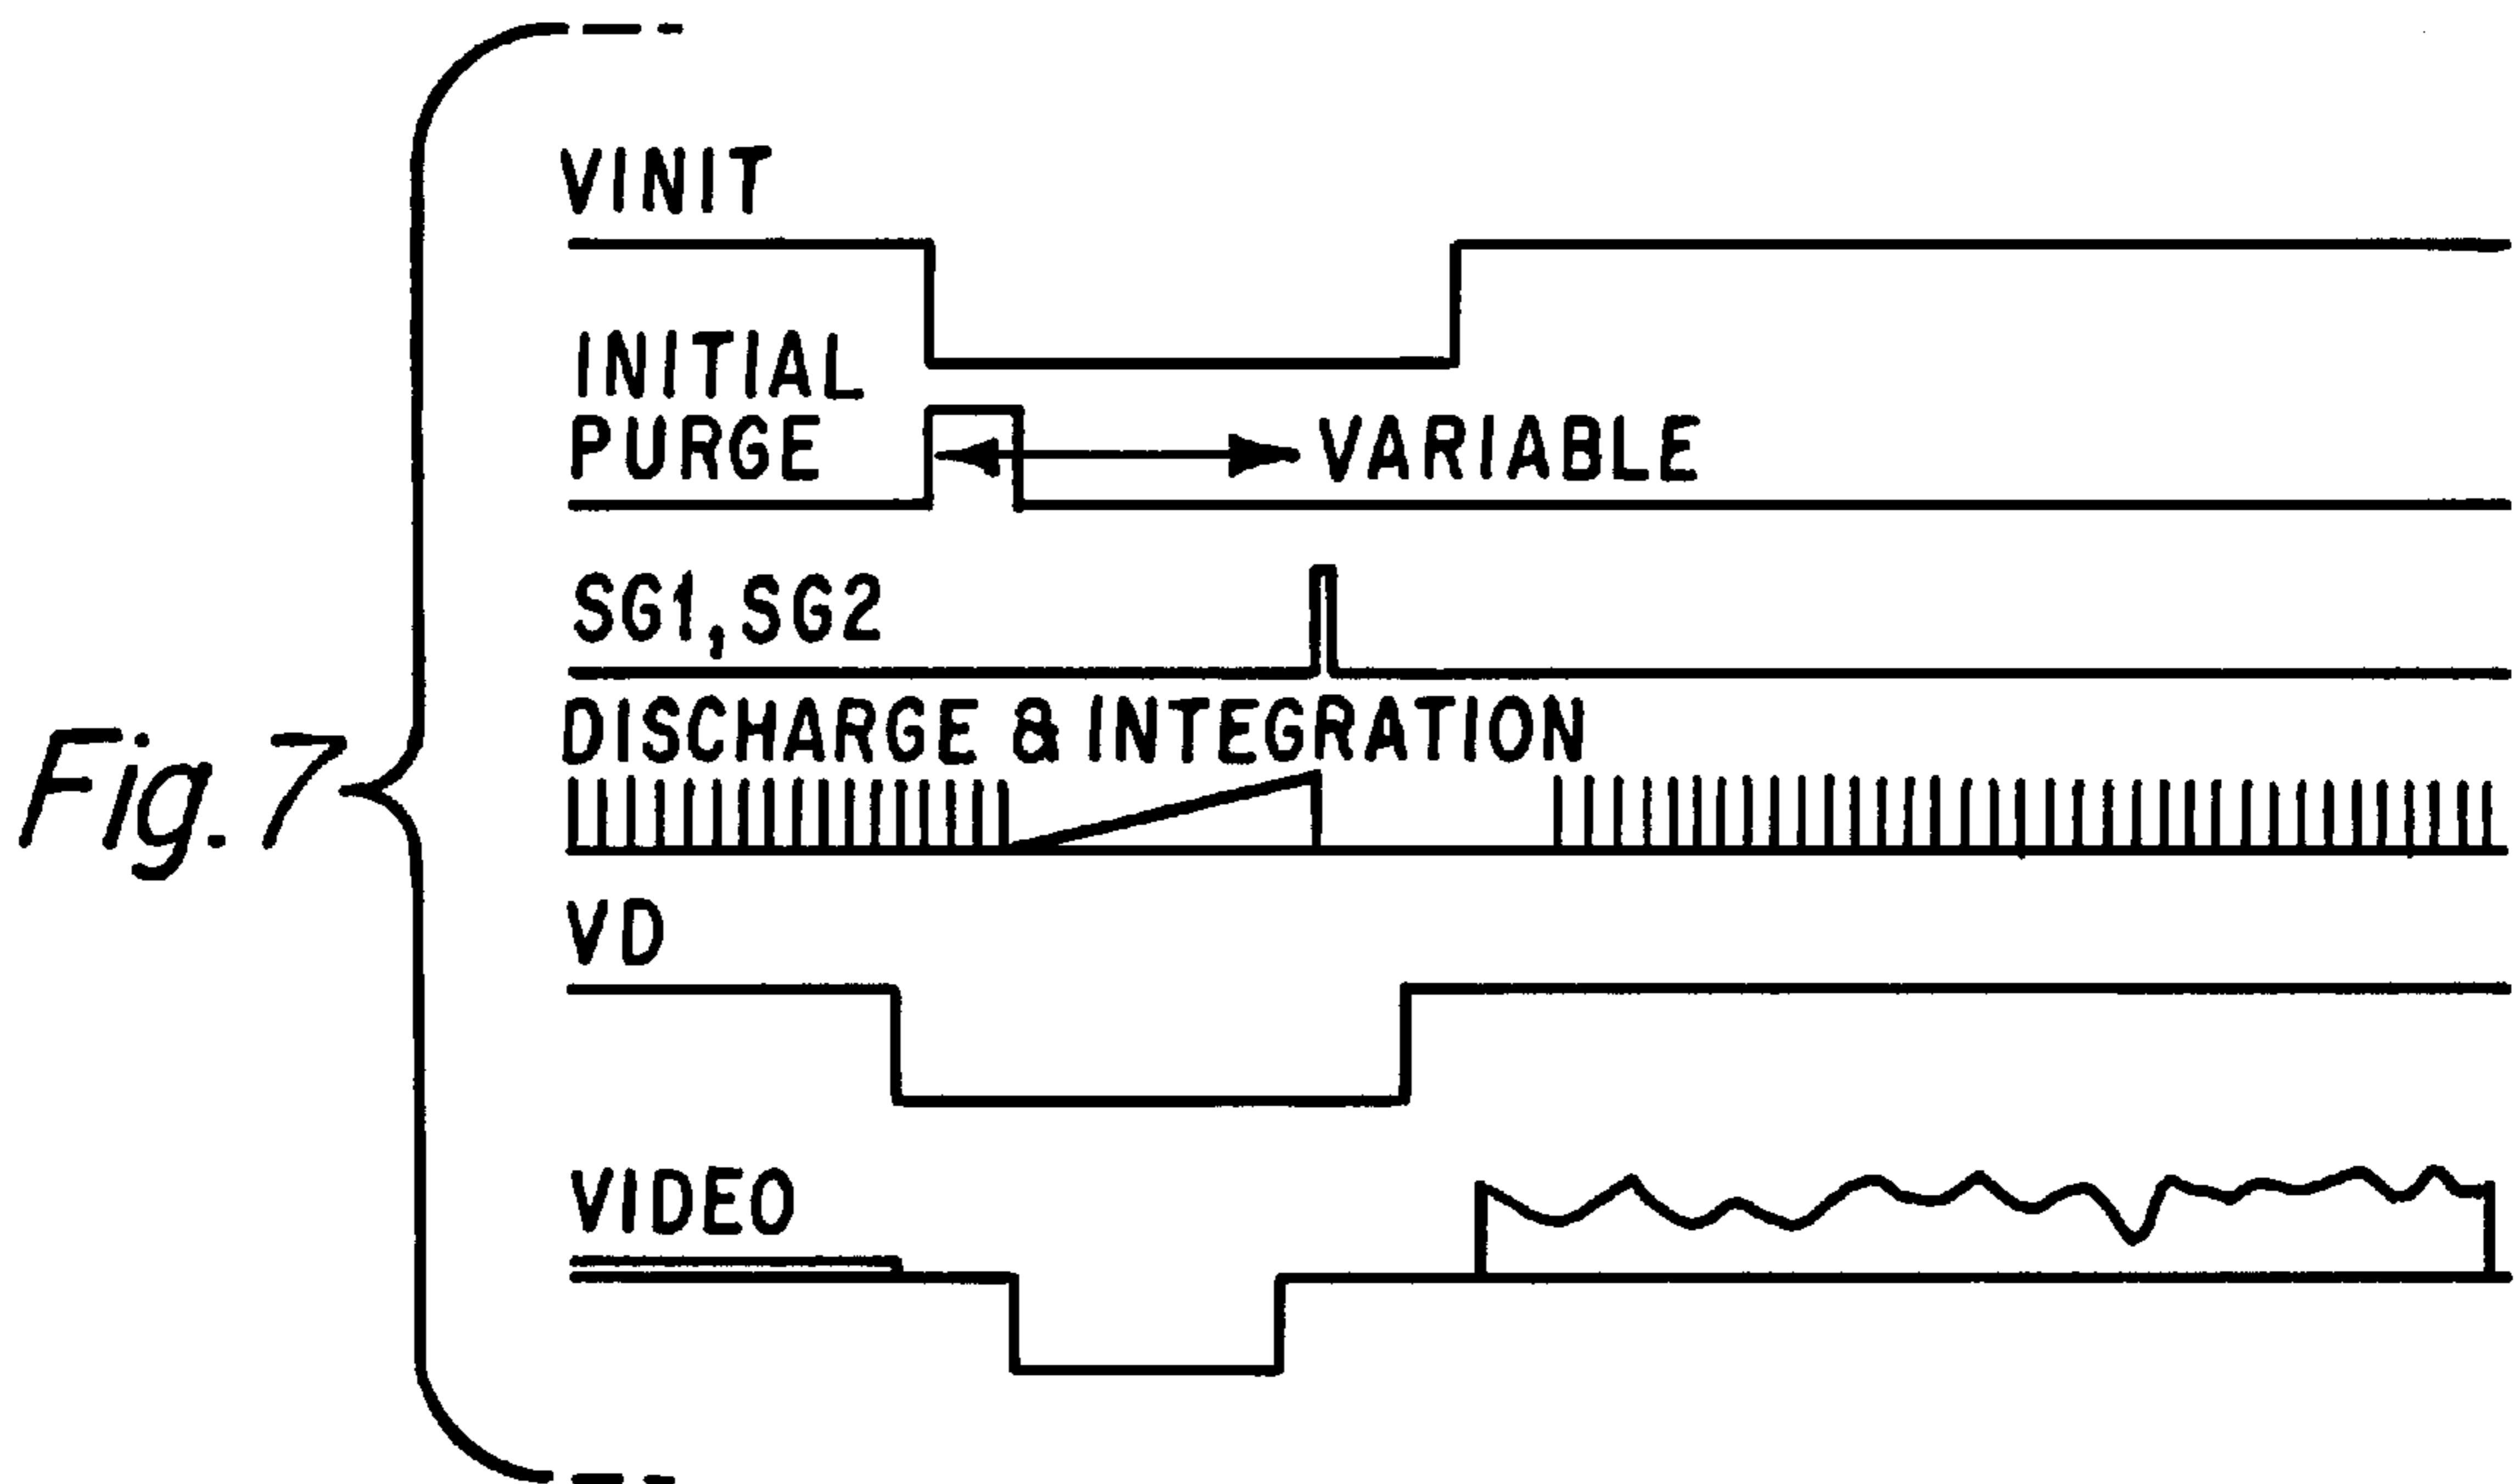 VINIT
INITIAL
PURGE
VARIABLE
SG1,SG2
DISCHARGE & INTEGRATION
Fig.7
VD
VIDEO